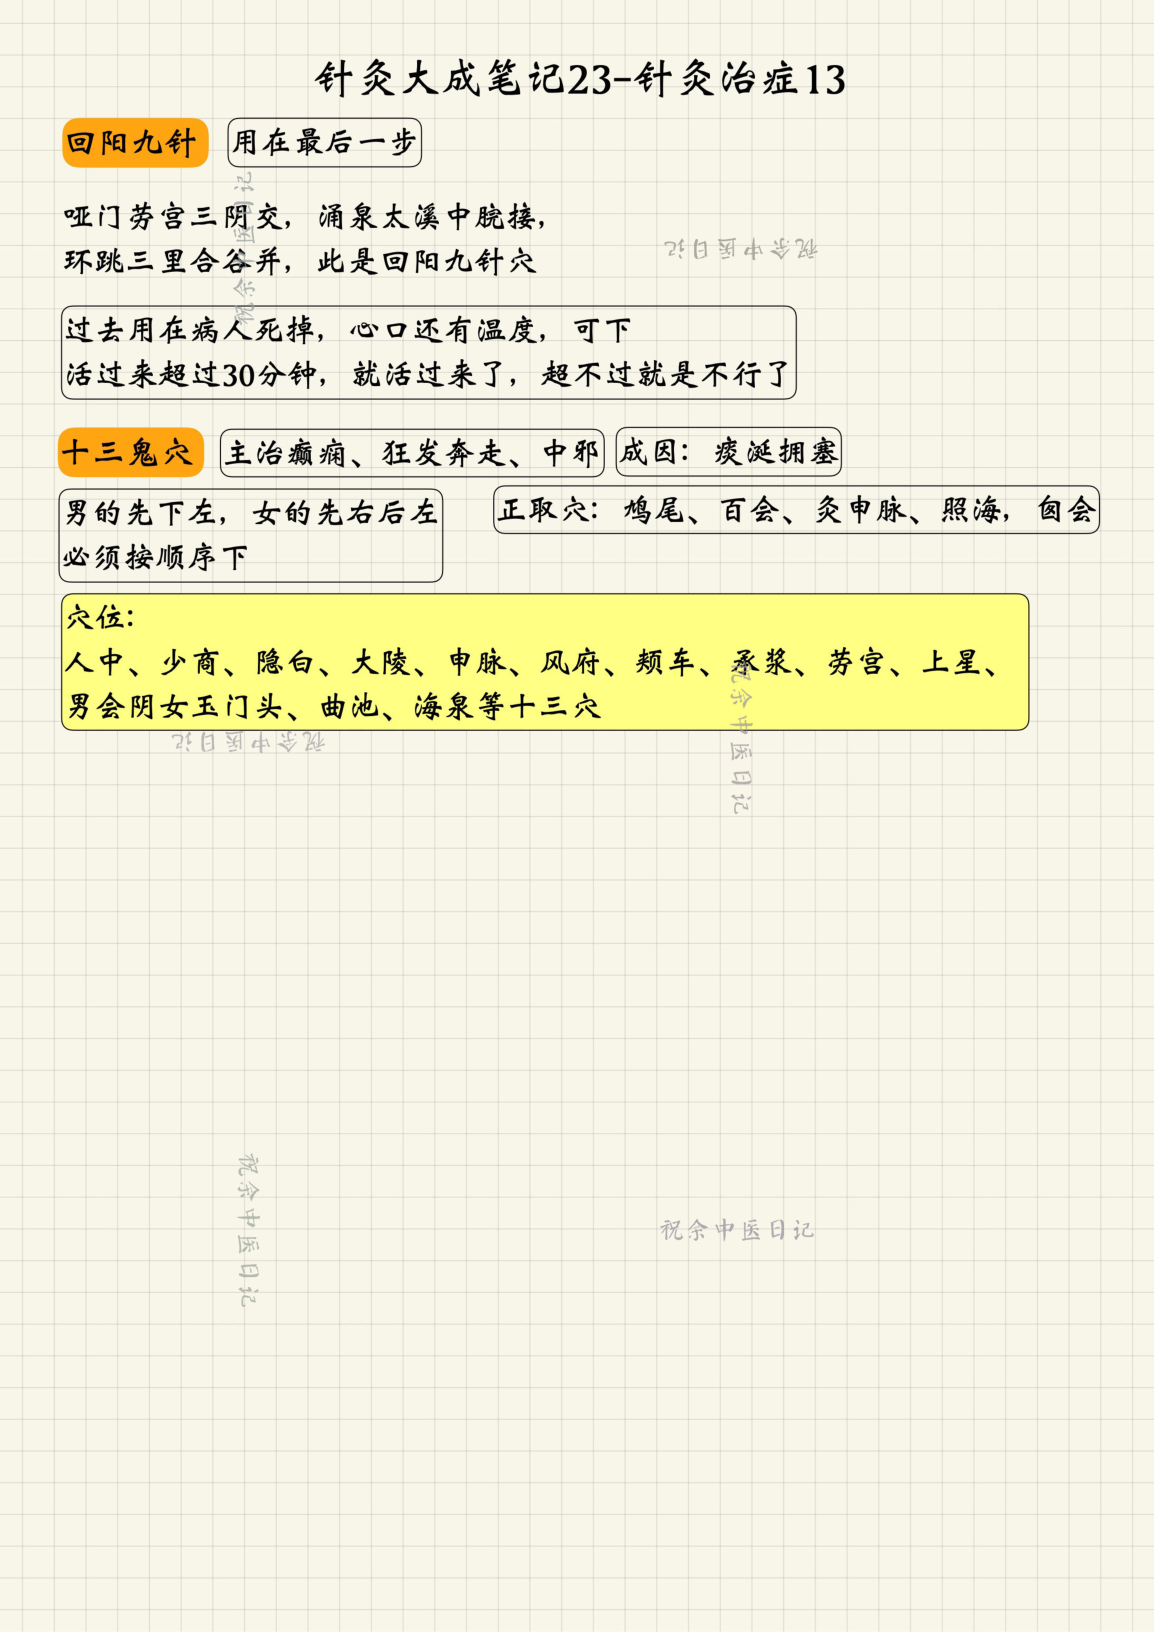 针灸大成笔记23-针灸治症13
回阳九针 用在最后一步
哑门劳宫三阴交，涌泉太溪中脘接，
环跳三里合谷并，此是回阳九针穴
过去用在病人死掉，心口还有温度，可下
活过来超过30分钟，就活过来了，超不过就是不行了
十三鬼穴 主治癫痫、狂发奔走、中邪 成因：痰涎拥塞
男的先下左，女的先右后左
必须按顺序下
正取穴：鸠尾、百会、灸申脉、照海，囟会
穴位：
人中、少商、隐白、大陵、申脉、风府、颊车、承浆、劳宫、上星、
男会阴女玉门头、曲池、海泉等十三穴
祝余中医日记
祝余中医日记
祝余中医日记
祝余中医日记
祝余中医日记
祝余中医日记